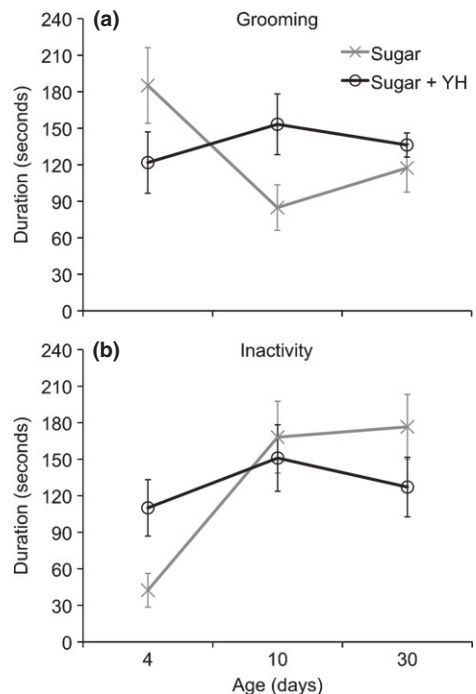 (a) Grooming
Sugar
Sugar + YH
Duration (seconds)
240
210
180
150
120
90
60
30
0
(b) Inactivity
Duration (seconds)
240
210
180
150
120
90
60
30
0
4 10 30
Age (days)